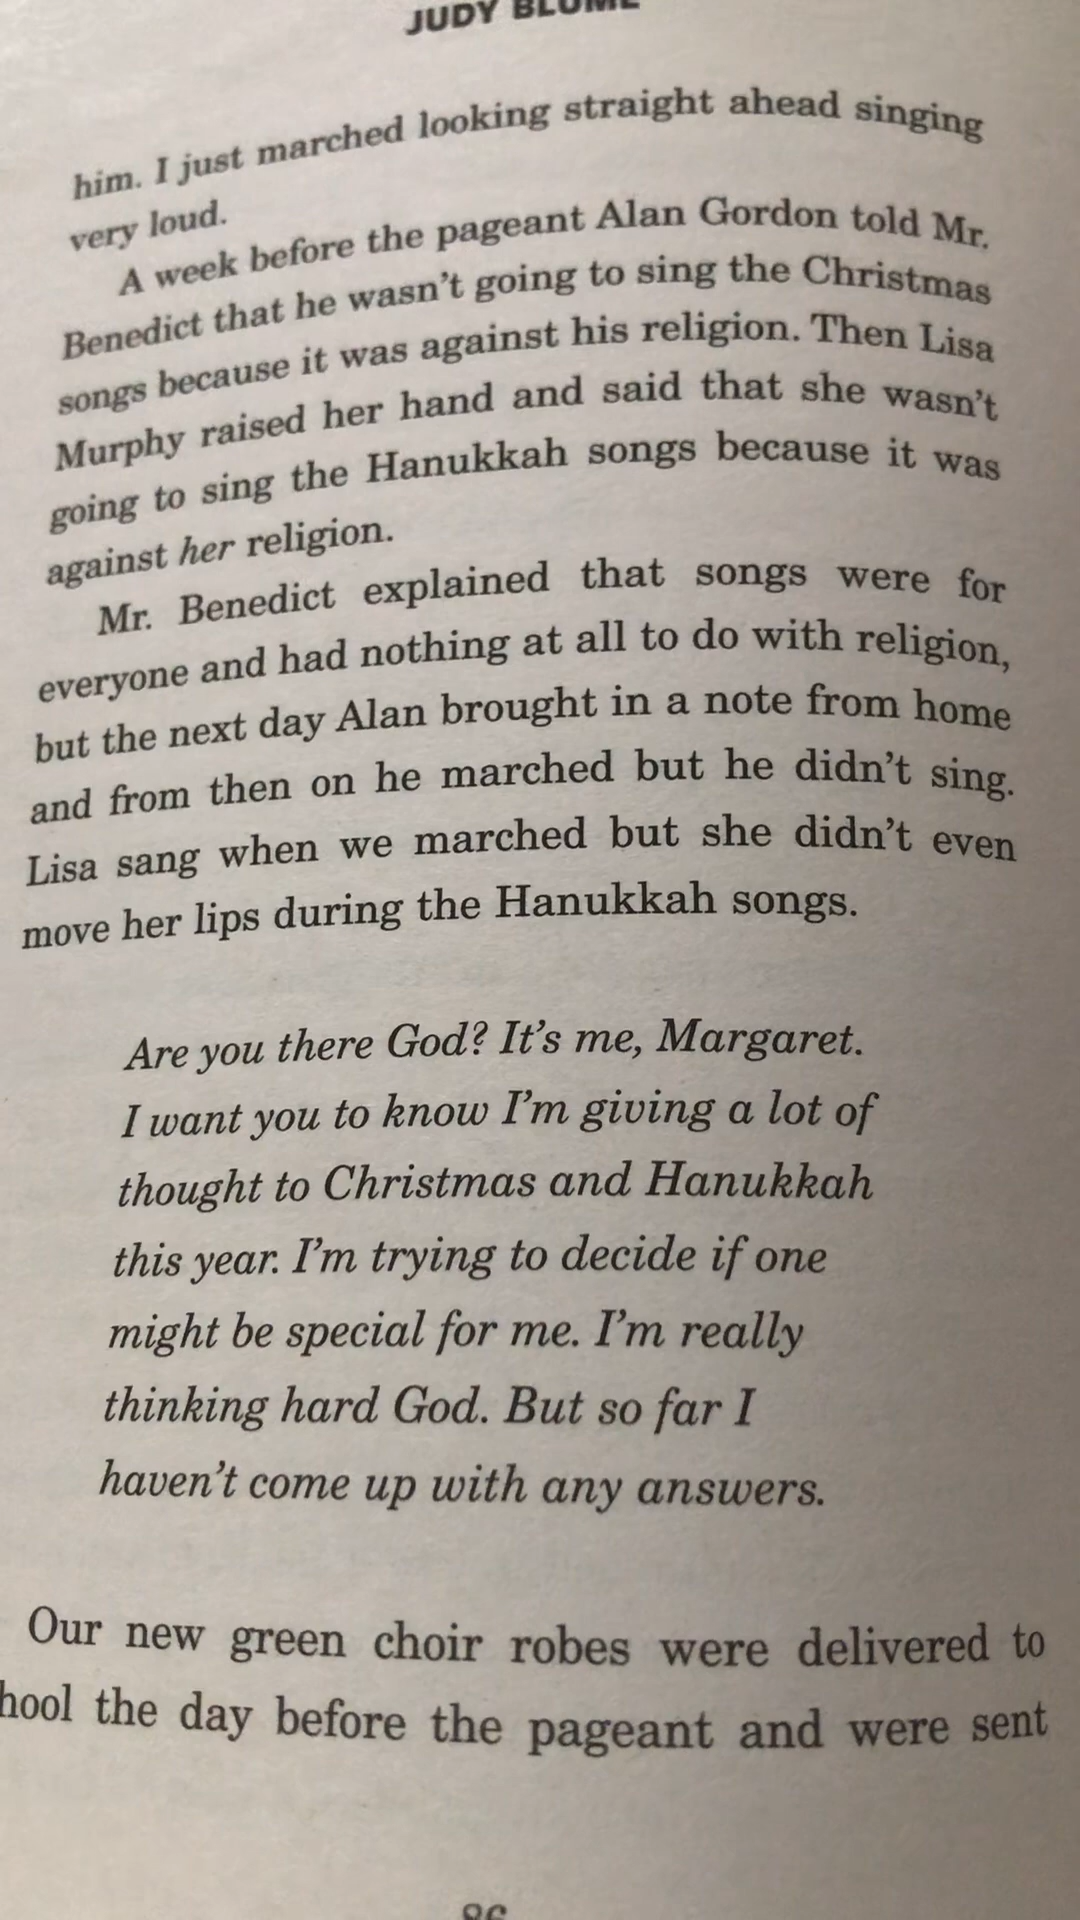 JUDY BLUME
him. I just marched looking straight ahead singing
very loud.
A week before the pageant Alan Gordon told Mr.
Benedict that he wasn't going to sing the Christmas
songs because it was against his religion. Then Lisa
Murphy raised her hand and said that she wasn't
going to sing the Hanukkah songs because it was
against her religion.
Mr. Benedict explained that songs were for
everyone and had nothing at all to do with religion,
but the next day Alan brought in a note from home
and from then on he marched but he didn't sing.
Lisa sang when we marched but she didn't even
move her lips during the Hanukkah songs.
Are you there God? It's me, Margaret.
I want you to know I'm giving a lot of
thought to Christmas and Hanukkah
this year. I'm trying to decide if one
might be special for me. I'm really
thinking hard God. But so far I
haven't come up with any answers.
Our new green choir robes were delivered to
hool the day before the pageant and were sent